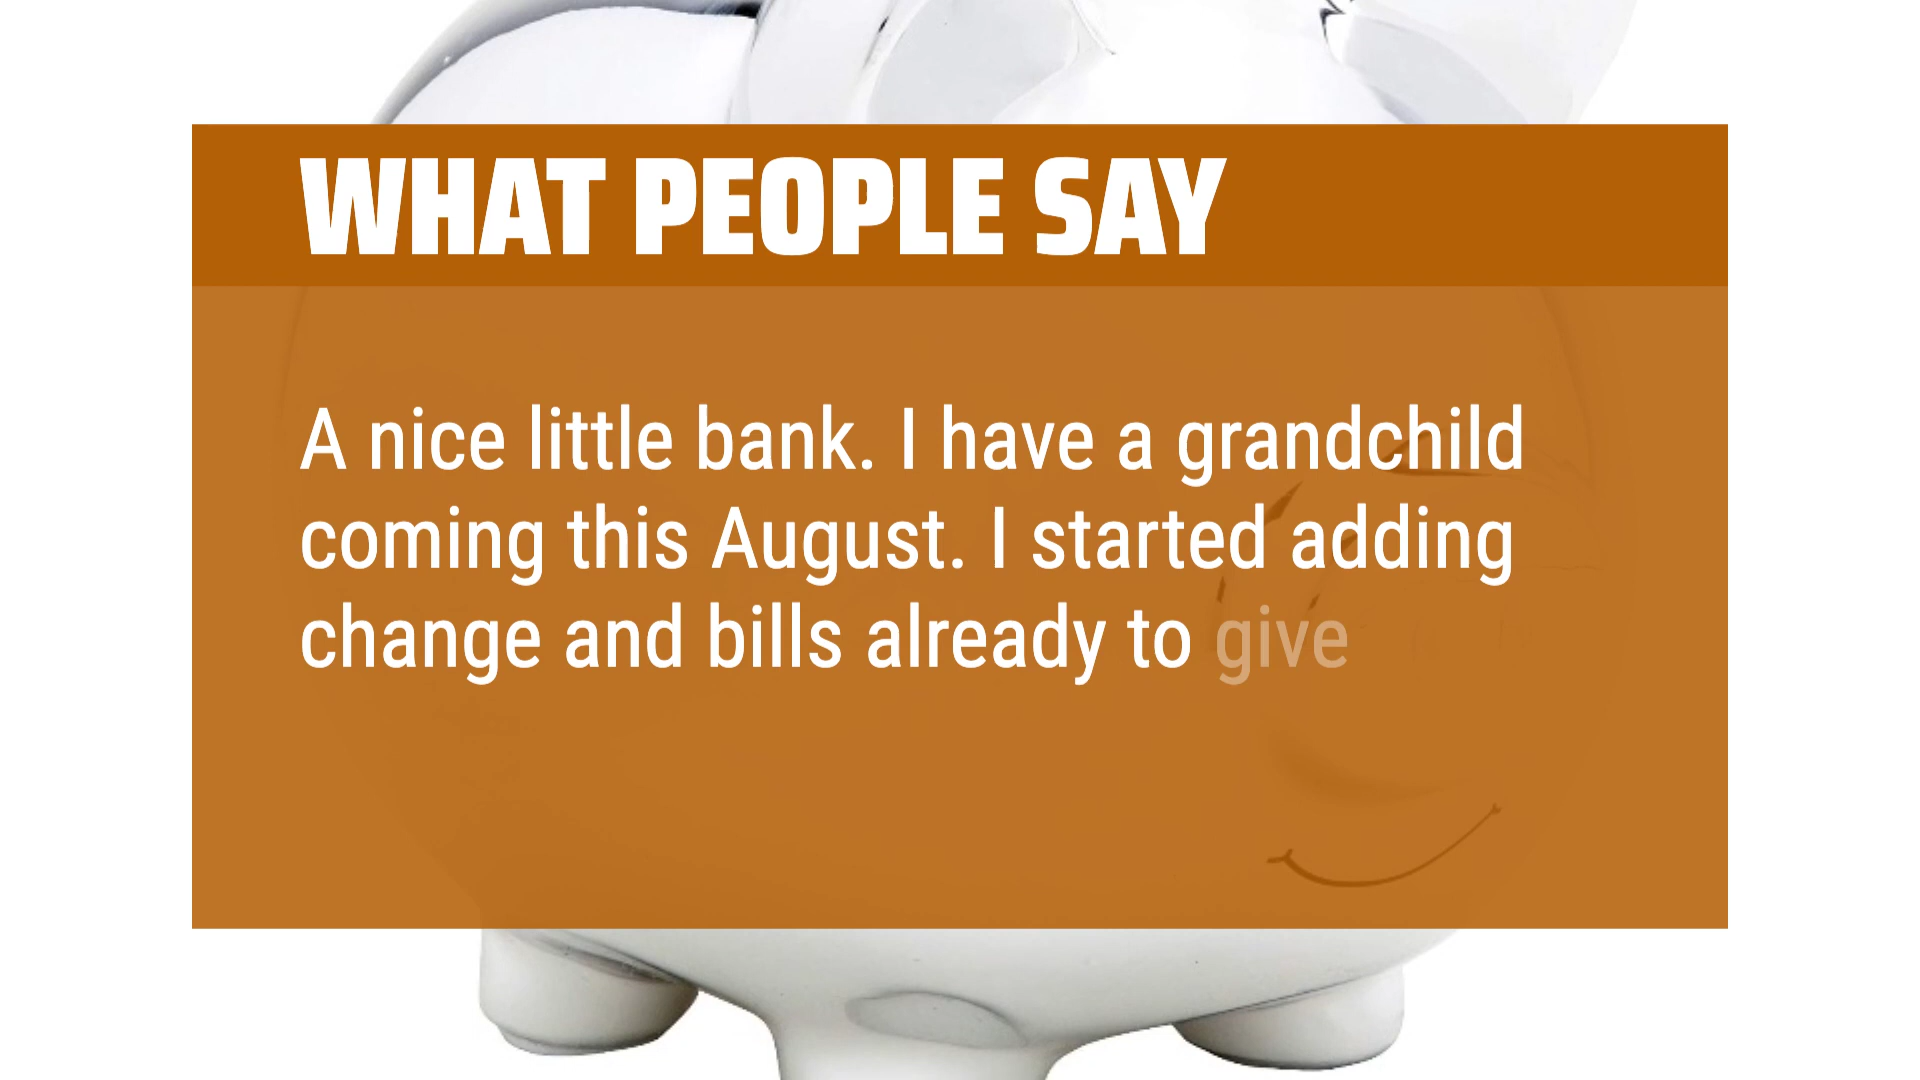 WHAT PEOPLE SAY
A nice little bank. I have a grandchild
coming this August. I started adding
change and bills already to give